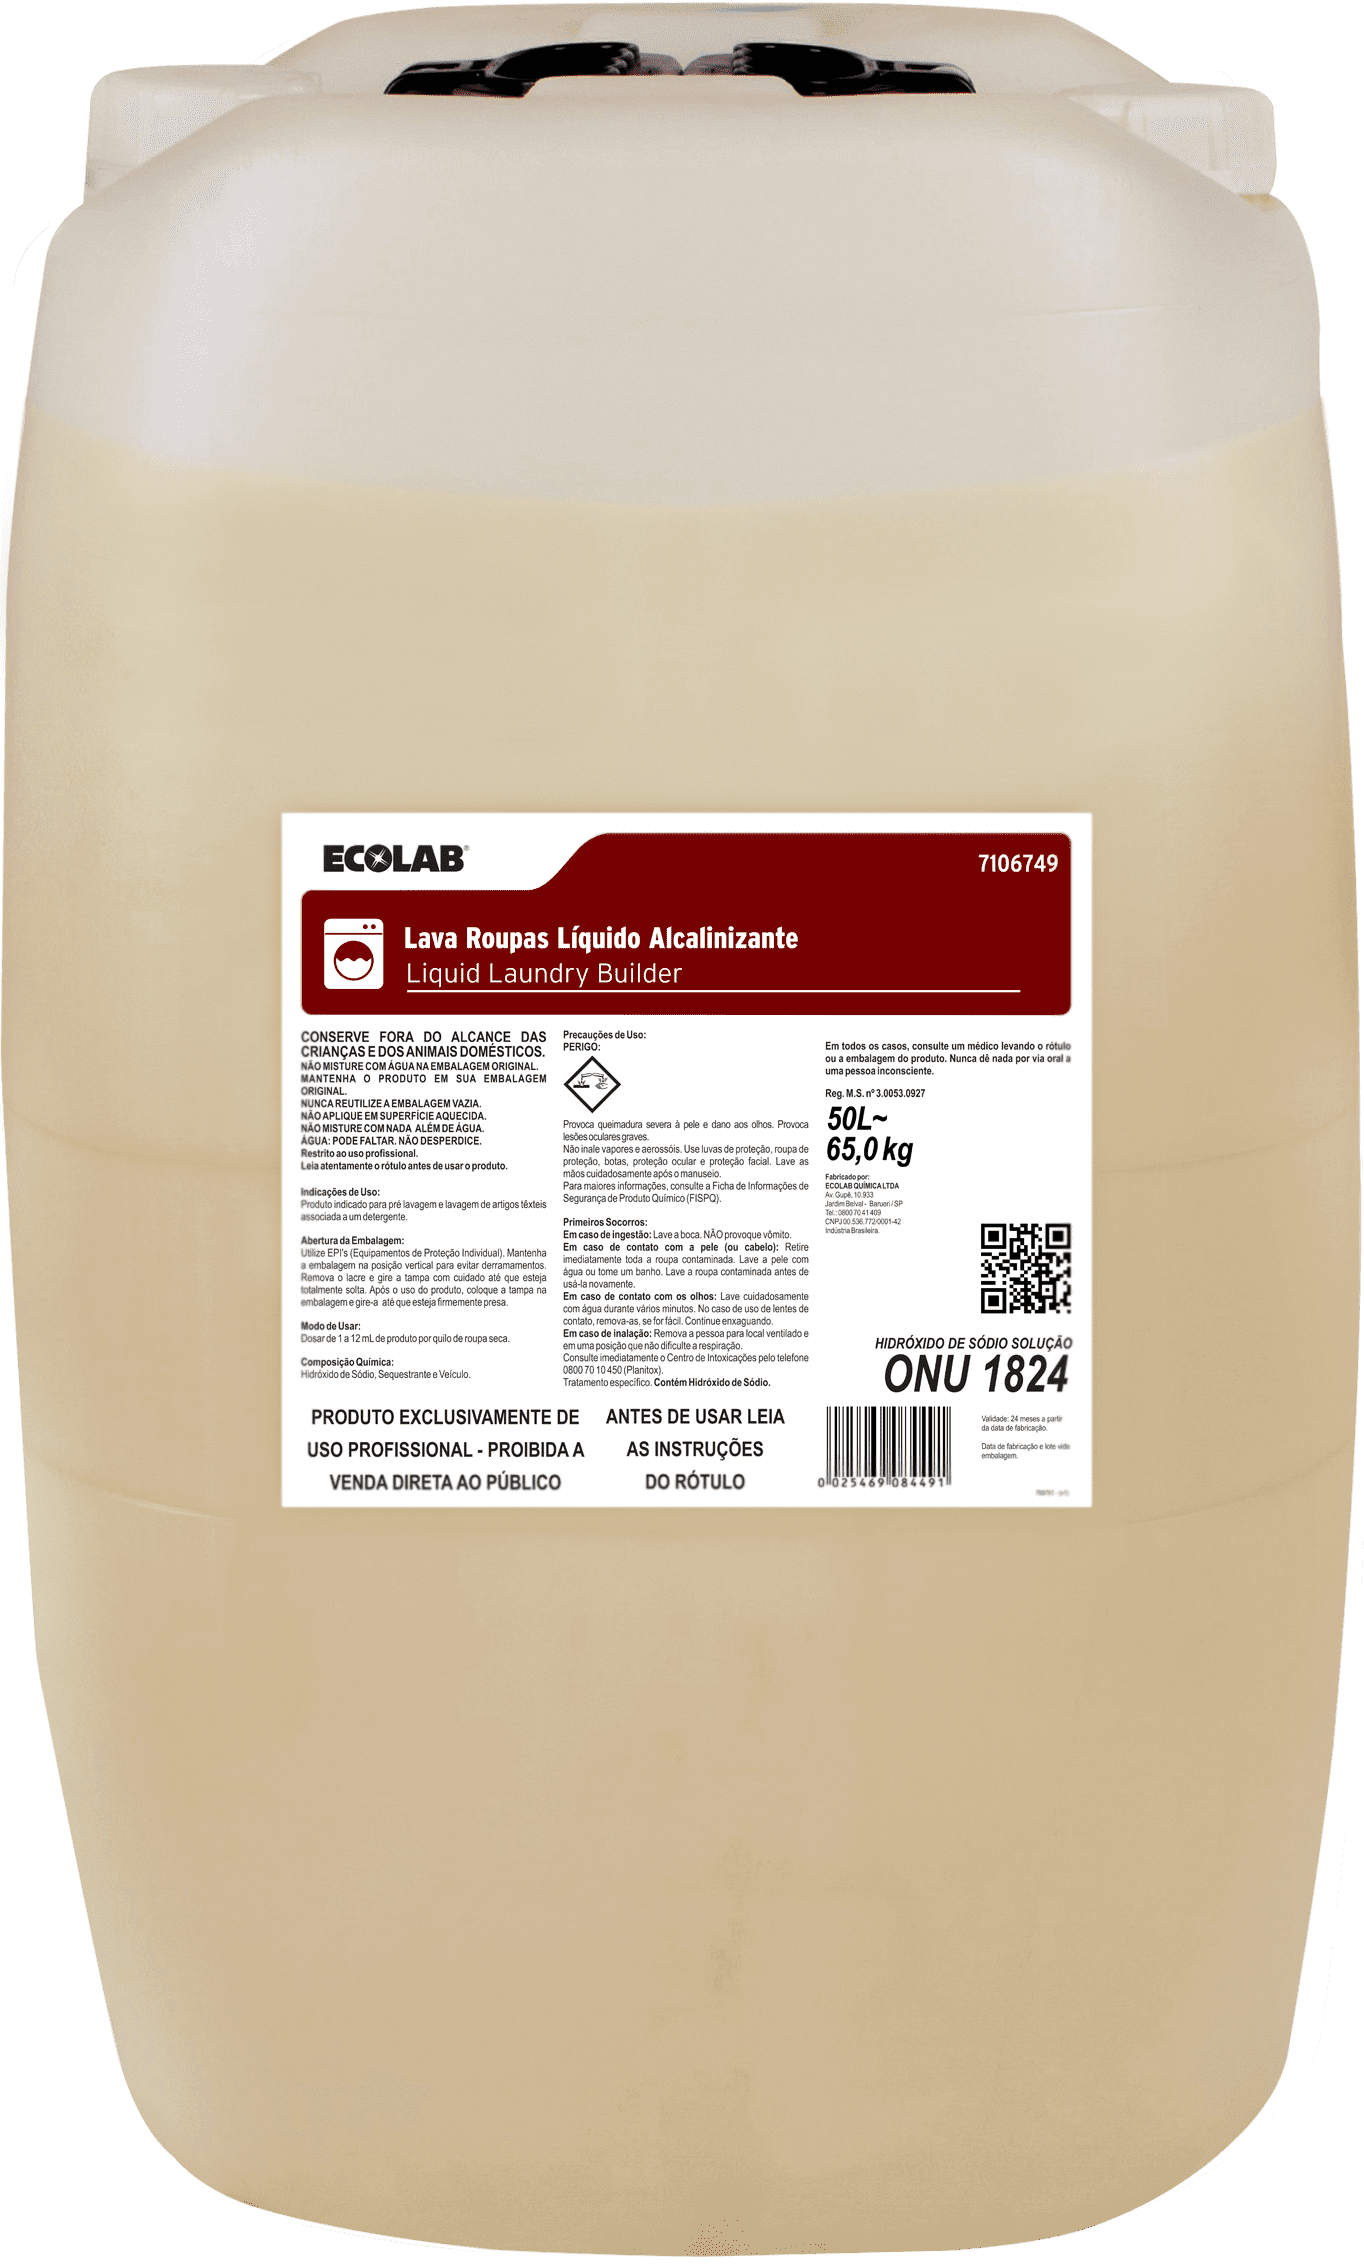 ECOLAB®
7106749
Lava Roupas Líquido Alcalinizante
Liquid Laundry Builder
CONSERVE FORA DO ALCANCE DAS
CRIANÇAS E DOS ANIMAIS DOMÉSTICOS.
NÃO MISTURE COM ÁGUA NA EMBALAGEM ORIGINAL.
MANTENHA O PRODUTO EM SUA EMBALAGEM
ORIGINAL.
NUNCA REUTILIZE A EMBALAGEM VAZIA.
NÃO APLIQUE EM SUPERFÍCIE AQUECIDA.
NÃO MISTURE COM NADA ALÉM DE ÁGUA.
ÁGUA: PODE FALTAR. NÃO DESPERDICE.
Restrito ao uso profissional.
Leia atentamente o rótulo antes de usar o produto.
Indicações de Uso:
Produto indicado para pré lavagem e lavagem de artigos têxteis
associada a um detergente.
Abertura da Embalagem:
Utilize EPI's (Equipamentos de Proteção Individual). Mantenha
a embalagem na posição vertical para evitar derramamentos.
Remova o lacre e gire a tampa com cuidado até que esteja
totalmente solta. Após o uso do produto, coloque a tampa na
embalagem e gire-a até que esteja firmemente presa.
Modo de Usar:
Dosar de 1 a 12 mL de produto por quilo de roupa seca.
Composição Química:
Hidróxido de Sódio, Sequestrante e Veículo.
Precauções de Uso:
PERIGO:
Provoca queimadura severa à pele e dano aos olhos. Provoca
lesões oculares graves.
Não inale vapores e aerossóis. Use luvas de proteção, roupa de
proteção, botas, proteção ocular e proteção facial. Lave as
mãos cuidadosamente após o manuseio.
Para maiores informações, consulte a Ficha de Informações de
Segurança de Produto Químico (FISPQ).
Primeiros Socorros:
Em caso de ingestão: Lave a boca. NÃO provoque vômito.
Em caso de contato com a pele (ou cabelo): Retire
imediatamente toda a roupa contaminada. Lave a pele com
água ou tome um banho. Lave a roupa contaminada antes de
usá-la novamente.
Em caso de contato com os olhos: Lave cuidadosamente
com água durante vários minutos. No caso de uso de lentes de
contato, remova-as, se for fácil. Continue enxaguando.
Em caso de inalação: Remova a pessoa para local ventilado e
em uma posição que não dificulte a respiração.
Consulte imediatamente o Centro de Intoxicações pelo telefone
0800 70 10 450 (Planitox).
Tratamento específico. Contém Hidróxido de Sódio.
Em todos os casos, consulte um médico levando o rótulo
ou a embalagem do produto. Nunca dê nada por via oral a
uma pessoa inconsciente.
Reg. M.S. nº 3.0053.0927
50L~
65,0 kg
Fabricado por:
ECOLAB QUÍMICA LTDA
Av. Gupê, 10.933
Jardim Belval - Barueri / SP
Tel.: 0800 70 41 409
CNPJ 00.536.772/0001-42
Indústria Brasileira.
HIDRÓXIDO DE SÓDIO SOLUÇÃO
ONU 1824
PRODUTO EXCLUSIVAMENTE DE
USO PROFISSIONAL - PROIBIDA A
VENDA DIRETA AO PÚBLICO
ANTES DE USAR LEIA
AS INSTRUÇÕES
DO RÓTULO
0 025469 084491
Validade: 24 meses a partir
da data de fabricação.
Data de fabricação e lote vide
embalagem.